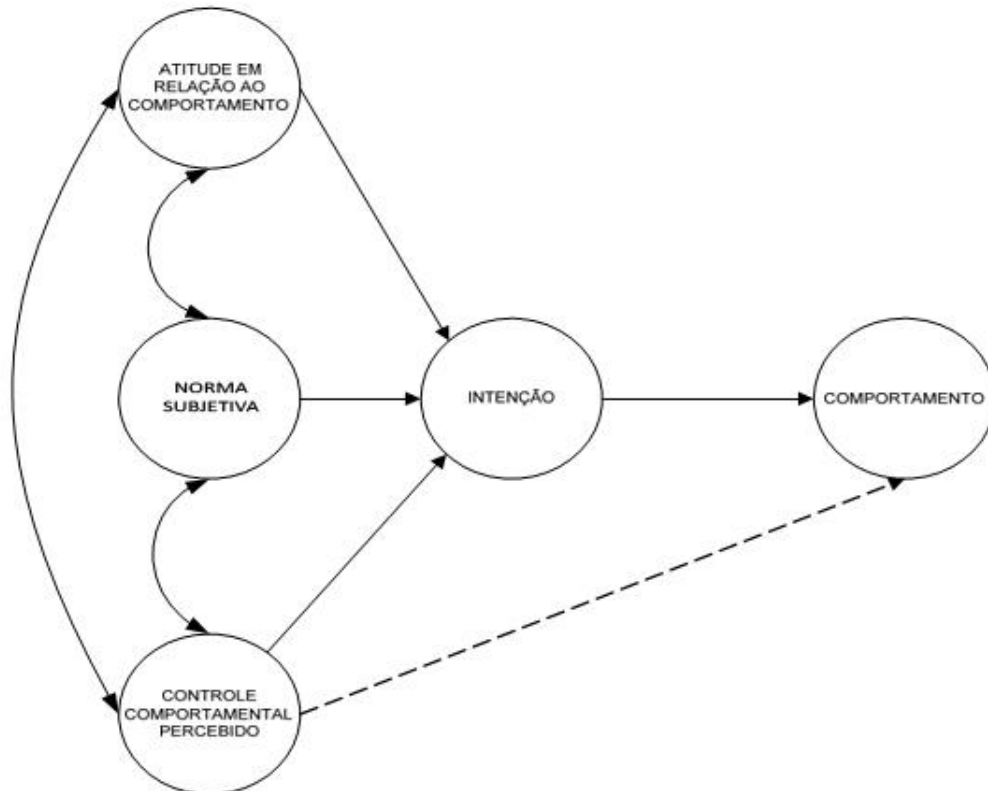 ATITUDE EM
RELAÇÃO AO
COMPORTAMENTO
NORMA
SUBJETIVA
INTENÇÃO
COMPORTAMENTO
CONTROLE
COMPORTAMENTAL
PERCEBIDO